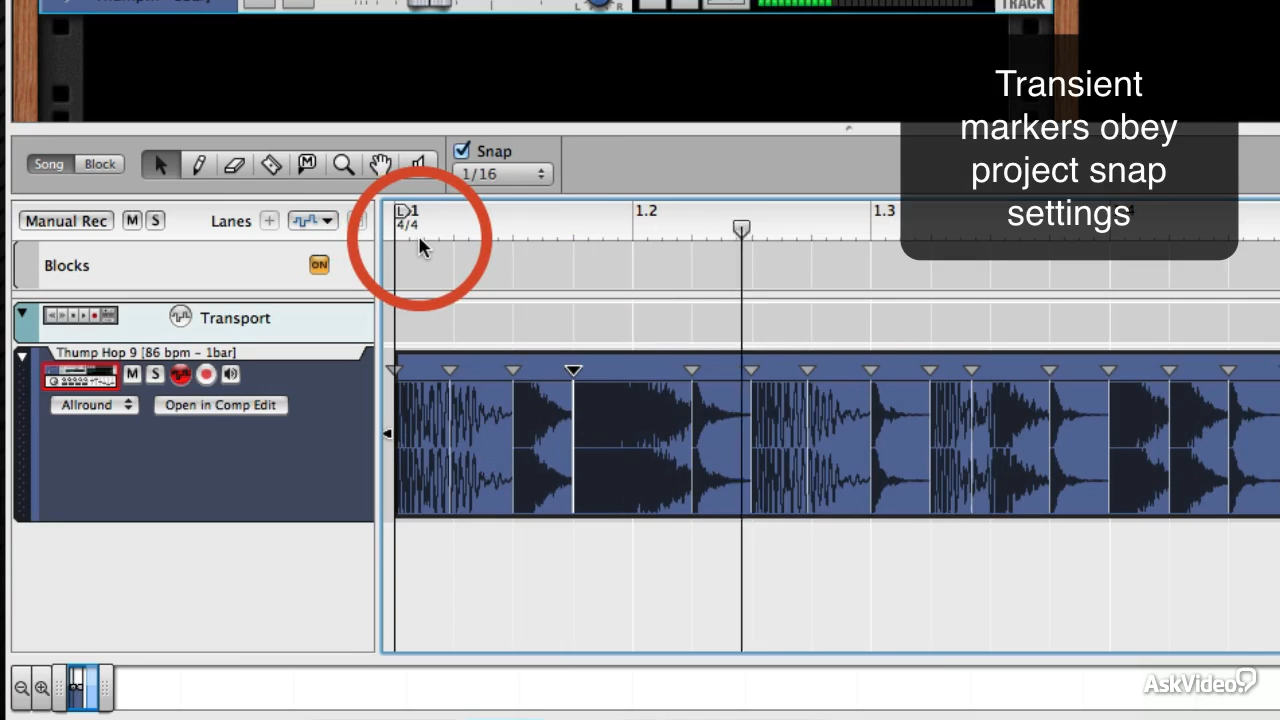 L R
TRACK
Transient
markers obey
project snap
settings
Song Block
M
Snap
1/16
Manual Rec M S Lanes +
L 1 1.2 1.3
4/4
Blocks ON
Transport
Thump Hop 9 [86 bpm - 1bar]
M S
Allround Open in Comp Edit
AskVideo